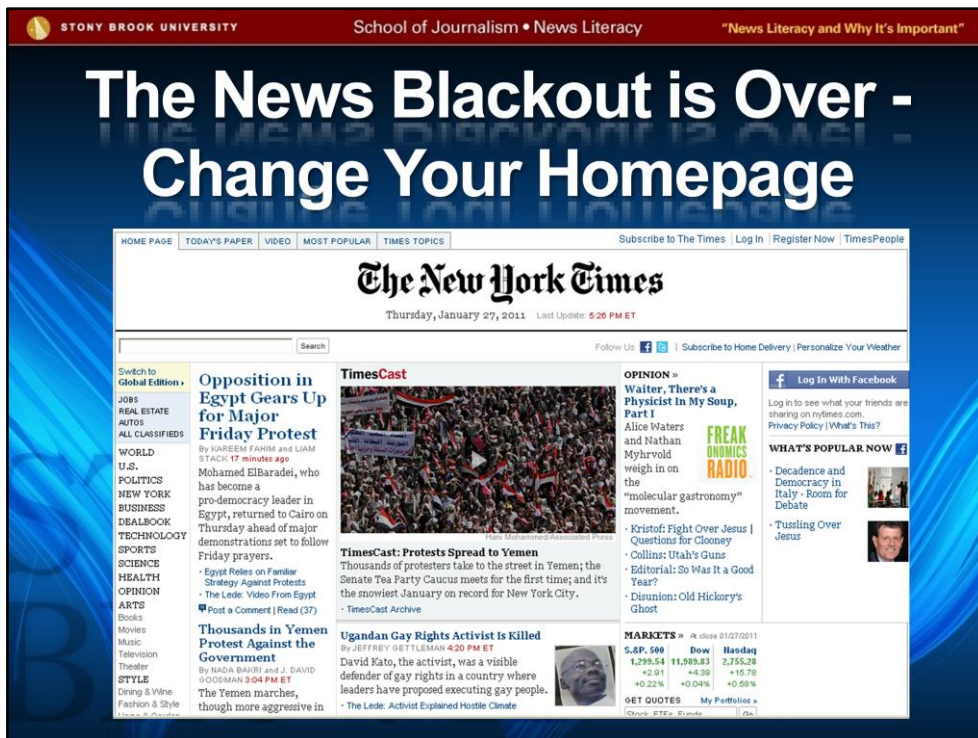 STONY BROOK UNIVERSITY
School of Journalism • News Literacy
"News Literacy and Why It's Important"
The News Blackout is Over -
Change Your Homepage
HOME PAGE TODAY'S PAPER VIDEO MOST POPULAR TIMES TOPICS
Subscribe to The Times Log In Register Now TimesPeople
The New York Times
Thursday, January 27, 2011 Last Update: 5:26 PM ET
Search
Follow Us | Subscribe to Home Delivery | Personalize Your Weather
Switch to
Global Edition ›
JOBS
REAL ESTATE
AUTOS
ALL CLASSIFIEDS
WORLD
U.S.
POLITICS
NEW YORK
BUSINESS
DEALBOOK
TECHNOLOGY
SPORTS
SCIENCE
HEALTH
OPINION
ARTS
Books
Movies
Music
Television
Theater
STYLE
Dining & Wine
Fashion & Style
Opposition in
Egypt Gears Up
for Major
Friday Protest
By KAREEM FAHIM and LIAM
STACK 17 minutes ago
Mohamed ElBaradei, who
has become a
pro-democracy leader in
Egypt, returned to Cairo on
Thursday ahead of major
demonstrations set to follow
Friday prayers.
· Egypt Relies on Familiar
Strategy Against Protests
· The Lede: Video From Egypt
Post a Comment | Read (37)
Thousands in Yemen
Protest Against the
Government
By NADA BAKRI and J. DAVID
GOODMAN 3:04 PM ET
The Yemen marches,
though more aggressive in
TimesCast
Hani Mohammed/Associated Press
TimesCast: Protests Spread to Yemen
Thousands of protesters take to the street in Yemen; the
Senate Tea Party Caucus meets for the first time; and it's
the snowiest January on record for New York City.
· TimesCast Archive
Ugandan Gay Rights Activist Is Killed
By JEFFREY GETTLEMAN 4:20 PM ET
David Kato, the activist, was a visible
defender of gay rights in a country where
leaders have proposed executing gay people.
· The Lede: Activist Explained Hostile Climate
OPINION »
Waiter, There's a
Physicist In My Soup,
Part I
Alice Waters
and Nathan
Myhrvold
weigh in on
the
"molecular gastronomy"
movement.
FREAK
ONOMICS
RADIO
· Kristof: Fight Over Jesus |
Questions for Clooney
· Collins: Utah's Guns
· Editorial: So Was It a Good
Year?
· Disunion: Old Hickory's
Ghost
MARKETS » At close 01/27/2011
S.&P. 500 Dow Nasdaq
1,299.54 11,989.83 2,755.28
+2.91 +4.39 +15.78
+0.22% +0.04% +0.58%
GET QUOTES My Portfolios »
Stock, ETFs, Funds Go
Log In With Facebook
Log in to see what your friends are
sharing on nytimes.com.
Privacy Policy | What's This?
WHAT'S POPULAR NOW
· Decadence and
Democracy in
Italy - Room for
Debate
· Tussling Over
Jesus